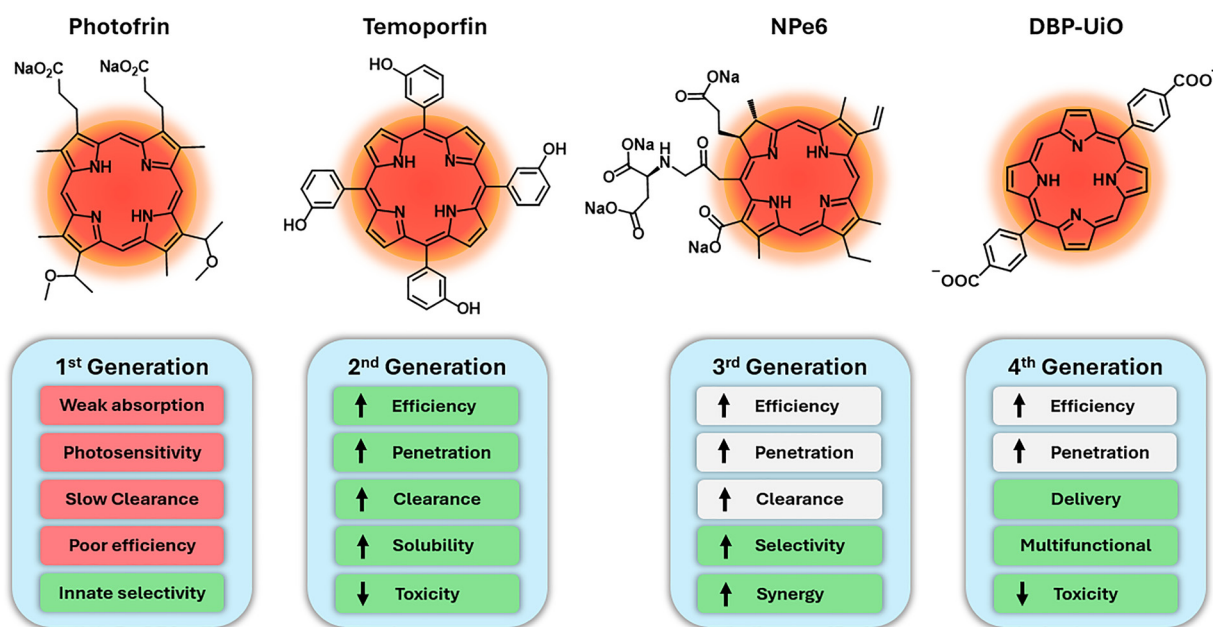 Photofrin
Temoporfin
NPe6
DBP-UiO
NaO₂C
NaO₂C
NH
N
N
HN
O
O
HO
OH
HO
OH
NH
N
N
HN
ONa
O
ONa
O
H
N
O
NaO
O
O
NaO
N
HN
NH
N
COO⁻
N
NH
HN
N
⁻OOC
1st Generation
Weak absorption
Photosensitivity
Slow Clearance
Poor efficiency
Innate selectivity
2nd Generation
↑ Efficiency
↑ Penetration
↑ Clearance
↑ Solubility
↓ Toxicity
3rd Generation
↑ Efficiency
↑ Penetration
↑ Clearance
↑ Selectivity
↑ Synergy
4th Generation
↑ Efficiency
↑ Penetration
Delivery
Multifunctional
↓ Toxicity